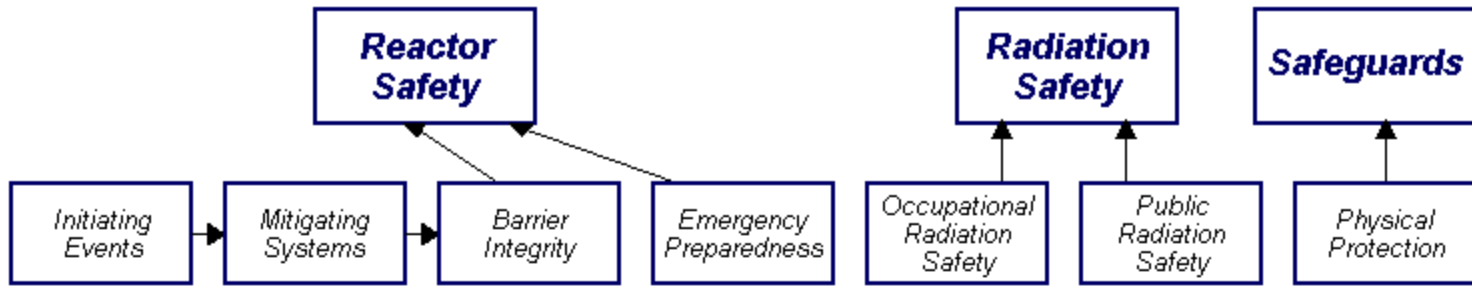 Reactor
Safety
Radiation
Safety
Safeguards
Initiating
Events
Mitigating
Systems
Barrier
Integrity
Emergency
Preparedness
Occupational
Radiation
Safety
Public
Radiation
Safety
Physical
Protection